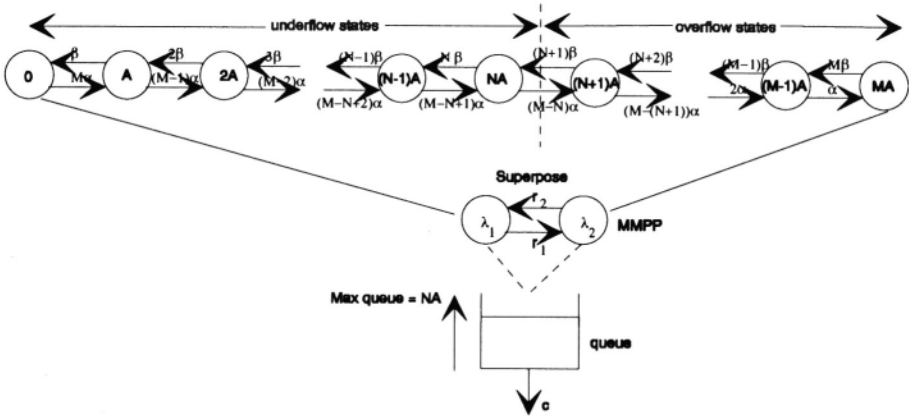 underflow states overflow states
β 2β 3β (N−1)β N β (N+1)β (N+2)β (M−1)β Mβ
0 A 2A (N-1)A NA (N+1)A (M-1)A MA
Mα (M−1)α (M−2)α (M−N+2)α (M−N+1)α (M−N)α (M−(N+1))α 2α α
Superpose
r2
λ1 λ2 MMPP
r1
Max queue = NA
queue
c